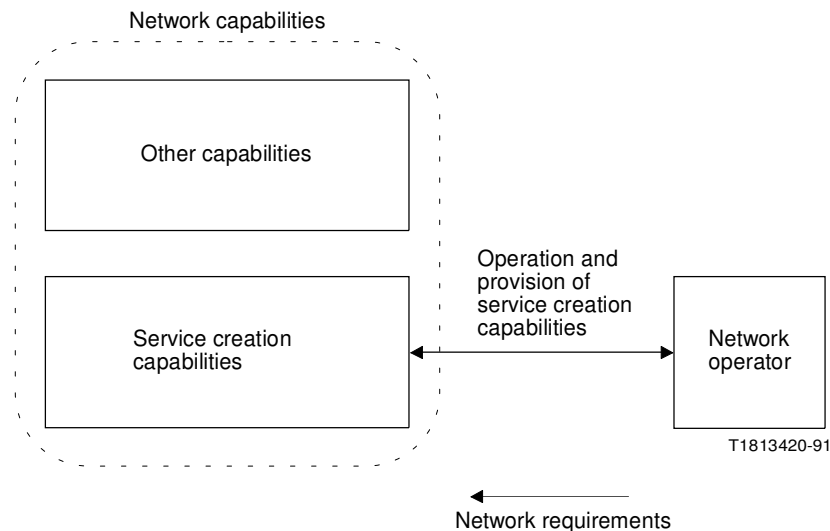 Network capabilities
Other capabilities
Operation and
provision of
service creation
capabilities
Service creation
capabilities
Network
operator
T1813420-91
Network requirements